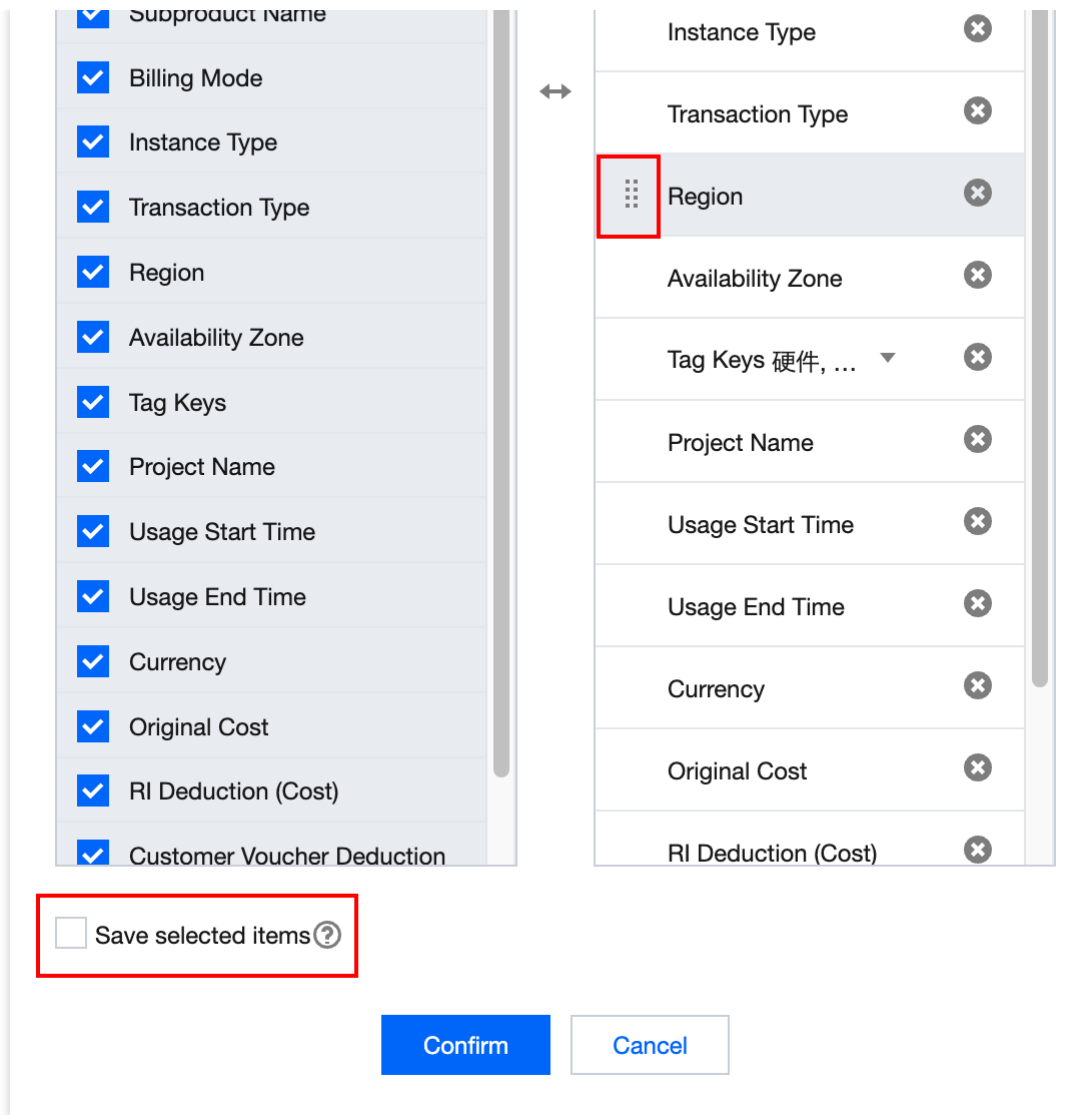 Subproduct Name
Billing Mode
Instance Type
Transaction Type
Region
Availability Zone
Tag Keys
Project Name
Usage Start Time
Usage End Time
Currency
Original Cost
RI Deduction (Cost)
Customer Voucher Deduction
Instance Type
Transaction Type
Region
Availability Zone
Tag Keys 硬件, ...
Project Name
Usage Start Time
Usage End Time
Currency
Original Cost
RI Deduction (Cost)
Save selected items
Confirm
Cancel